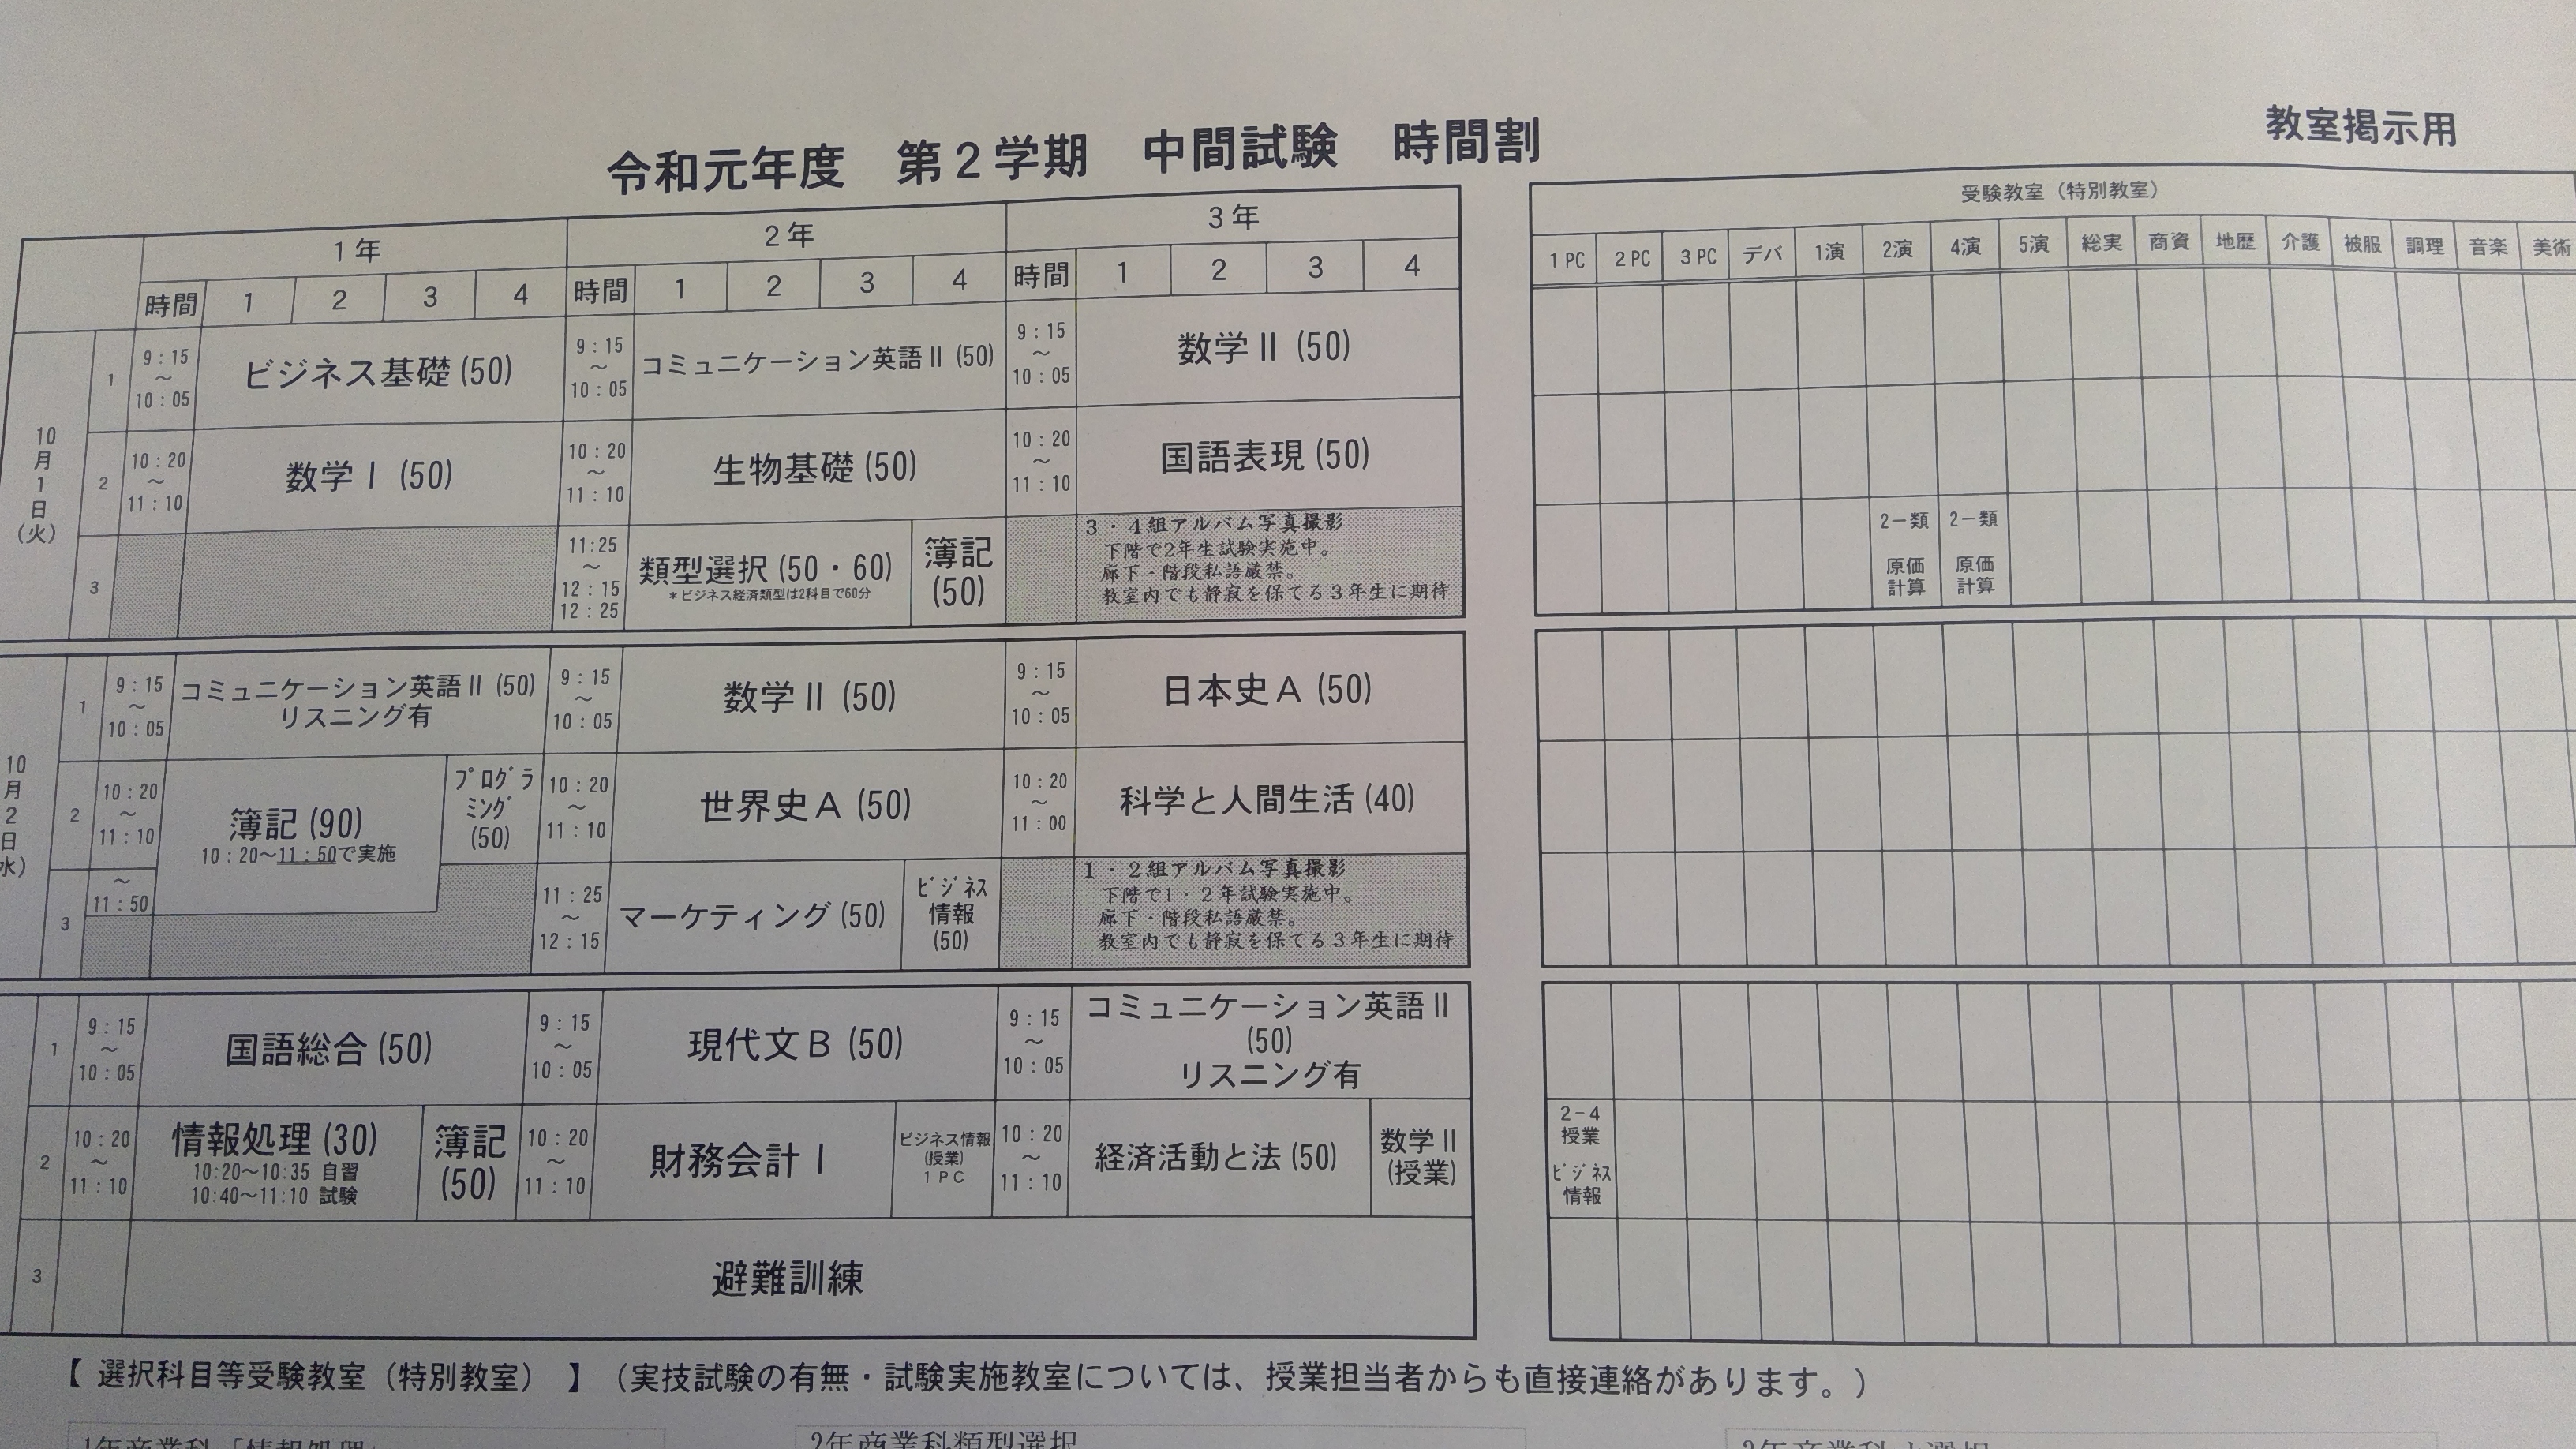 令和元年度　第２学期　中間試験　時間割
教室掲示用
1年
2年
3年
時間 1 2 3 4 時間 1 2 3 4 時間 1 2 3 4
10月1日（火）
1
9：15～10：05
ビジネス基礎(50)
9：15～10：05
コミュニケーション英語Ⅱ (50)
9：15～10：05
数学Ⅱ (50)
2
10：20～11：10
数学Ⅰ (50)
10：20～11：10
生物基礎(50)
10：20～11：10
国語表現(50)
3
11:25～12：15
12：25
類型選択(50・60)
＊ビジネス経済類型は2科目で60分
簿記
(50)
3・4組アルバム写真撮影
下階で2年生試験実施中。
廊下・階段私語厳禁。
教室内でも静寂を保てる3年生に期待
10月2日水）
1
9：15～10：05
コミュニケーション英語Ⅱ (50)
リスニング有
9：15～10：05
数学Ⅱ (50)
9：15～10：05
日本史Ａ(50)
2
10：20～11：10
簿記(90)
10：20～11：50で実施
ﾌﾟﾛｸﾞﾗ
ﾐﾝｸﾞ
(50)
10：20～11：10
世界史Ａ(50)
10：20～11：00
科学と人間生活(40)
3
～11：50
11：25～12：15
マーケティング(50)
ﾋﾞｼﾞﾈｽ
情報
(50)
1・2組アルバム写真撮影
下階で1・2年試験実施中。
廊下・階段私語厳禁。
教室内でも静寂を保てる3年生に期待
1
9：15～10：05
国語総合(50)
9：15～10：05
現代文Ｂ(50)
9：15～10：05
コミュニケーション英語Ⅱ
(50)
リスニング有
2
10：20～11：10
情報処理(30)
10:20～10:35 自習
10:40～11:10 試験
簿記
(50)
10：20～11：10
財務会計Ⅰ
ビジネス情報
(授業)
１ＰＣ
10：20～11：10
経済活動と法(50)
数学Ⅱ
(授業)
3
避難訓練
受験教室（特別教室）
1 PC 2 PC 3 PC デバ 1演 2演 4演 5演 総実 商資 地歴 介護 被服 調理 音楽 美術
2－類
原価
計算
2－類
原価
計算
2－4
授業
ﾋﾞｼﾞﾈｽ
情報
【 選択科目等受験教室（特別教室） 】（実技試験の有無・試験実施教室については、授業担当者からも直接連絡があります。）
1年商業科「情報処理」
2年商業科類型選択